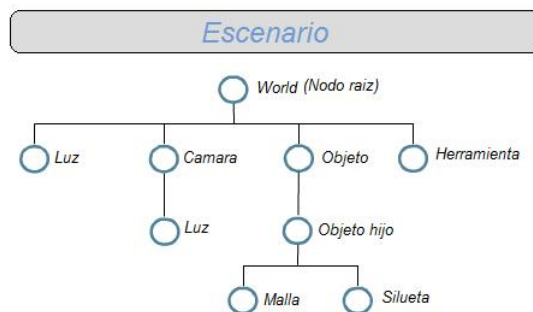 Escenario
World (Nodo raiz)
Luz
Camara
Objeto
Herramienta
Luz
Objeto hijo
Malla
Silueta